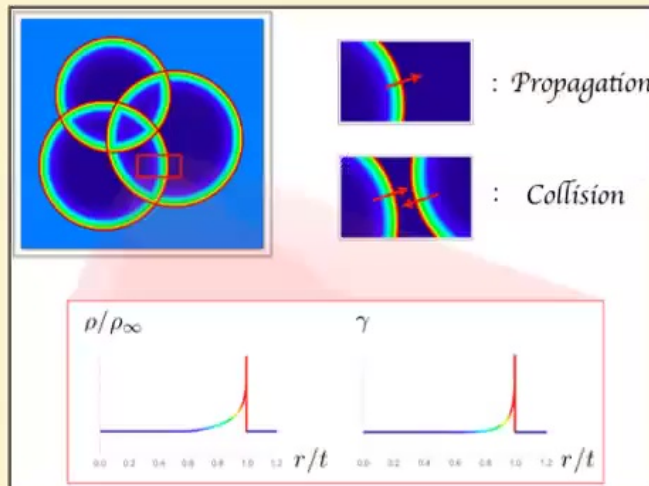 : Propagation
: Collision
ρ/ρ∞
γ
0.0 0.2 0.4 0.6 0.8 1.0 1.2 r/t
0.0 0.2 0.4 0.6 0.8 1.0 1.2 r/t